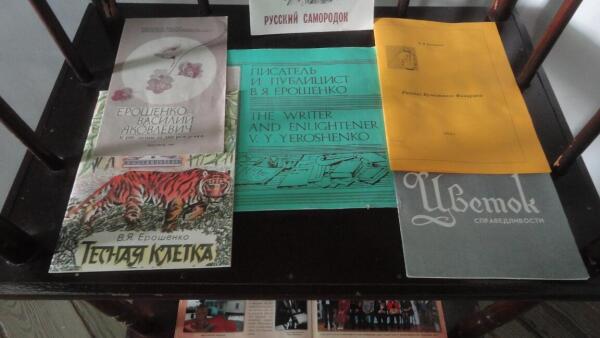 РУССКИЙ САМОРОДОК
ЕРОШЕНКО
ВАСИЛИЙ
ЯКОВЛЕВИЧ
ПИСАТЕЛЬ
И ПУБЛИЦИСТ
В.Я. ЕРОШЕНКО
THE WRITER
AND ENLIGHTENER
V. Y. YEROSHENKO
В.Я. Ерошенко
ТЕСНАЯ КЛЕТКА
Цветок
СПРАВЕДЛИВОСТИ